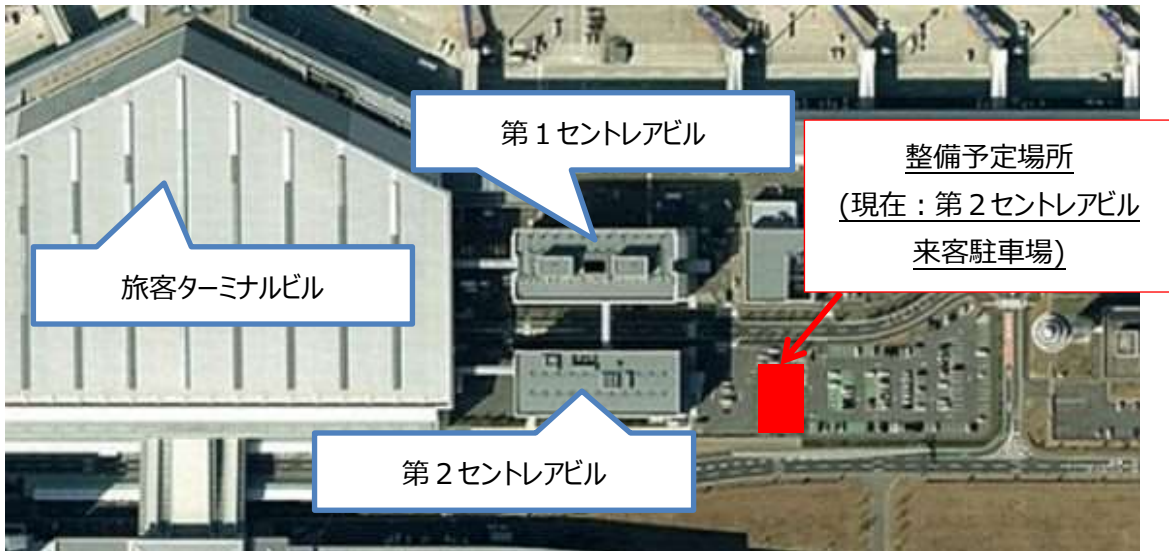 第１セントレアビル
整備予定場所
(現在：第２セントレアビル
来客駐車場)
旅客ターミナルビル
第２セントレアビル